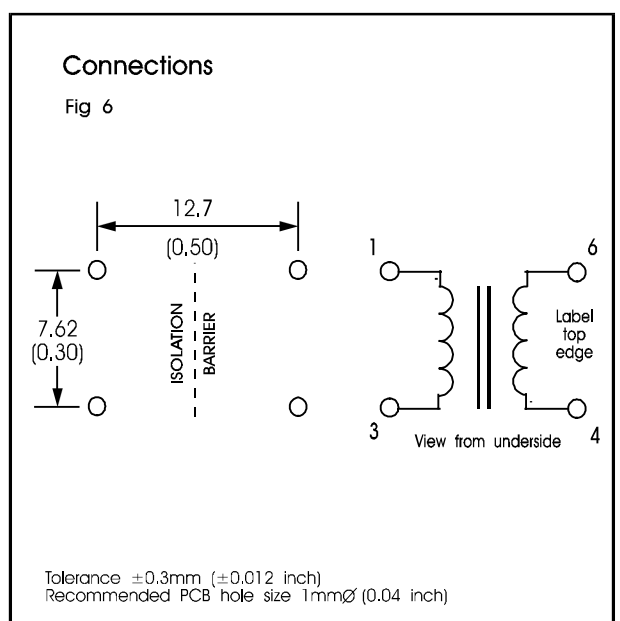 Connections
Fig 6
12.7
(0.50)
7.62
(0.30)
ISOLATION
BARRIER
1
6
3
4
Label
top
edge
View from underside
Tolerance ±0.3mm (±0.012 inch)
Recommended PCB hole size 1mmØ (0.04 inch)